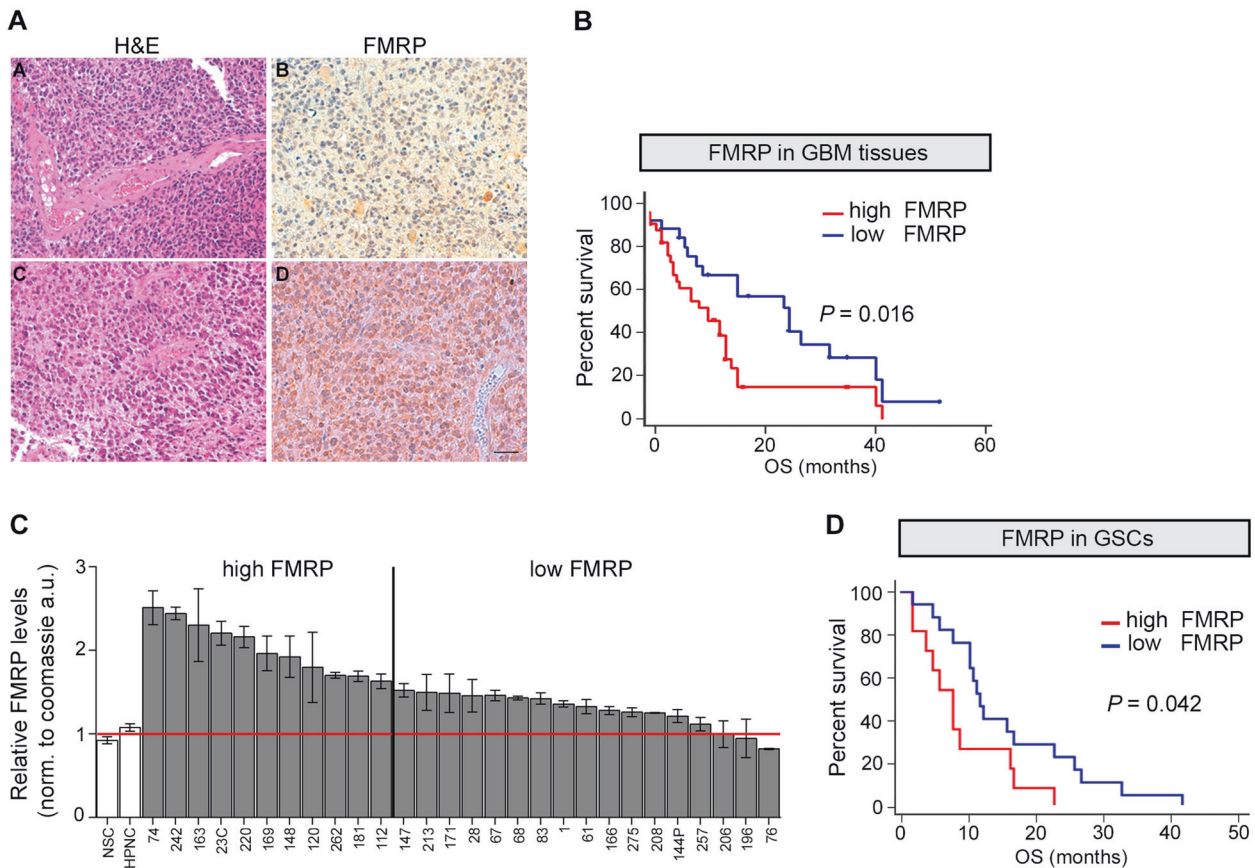 A
H&E
FMRP
A
B
C
D
B
FMRP in GBM tissues
100
80
60
40
20
0
Percent survival
high FMRP
low FMRP
P = 0.016
0 20 40 60
OS (months)
C
Relative FMRP levels
(norm. to coomassie a.u.)
3
2
1
0
high FMRP
low FMRP
NSC
HPNC
74
242
163
23C
220
169
148
120
262
181
112
147
213
171
28
67
68
83
1
61
166
275
208
144P
257
206
196
76
D
FMRP in GSCs
100
80
60
40
20
0
Percent survival
high FMRP
low FMRP
P = 0.042
0 10 20 30 40 50
OS (months)